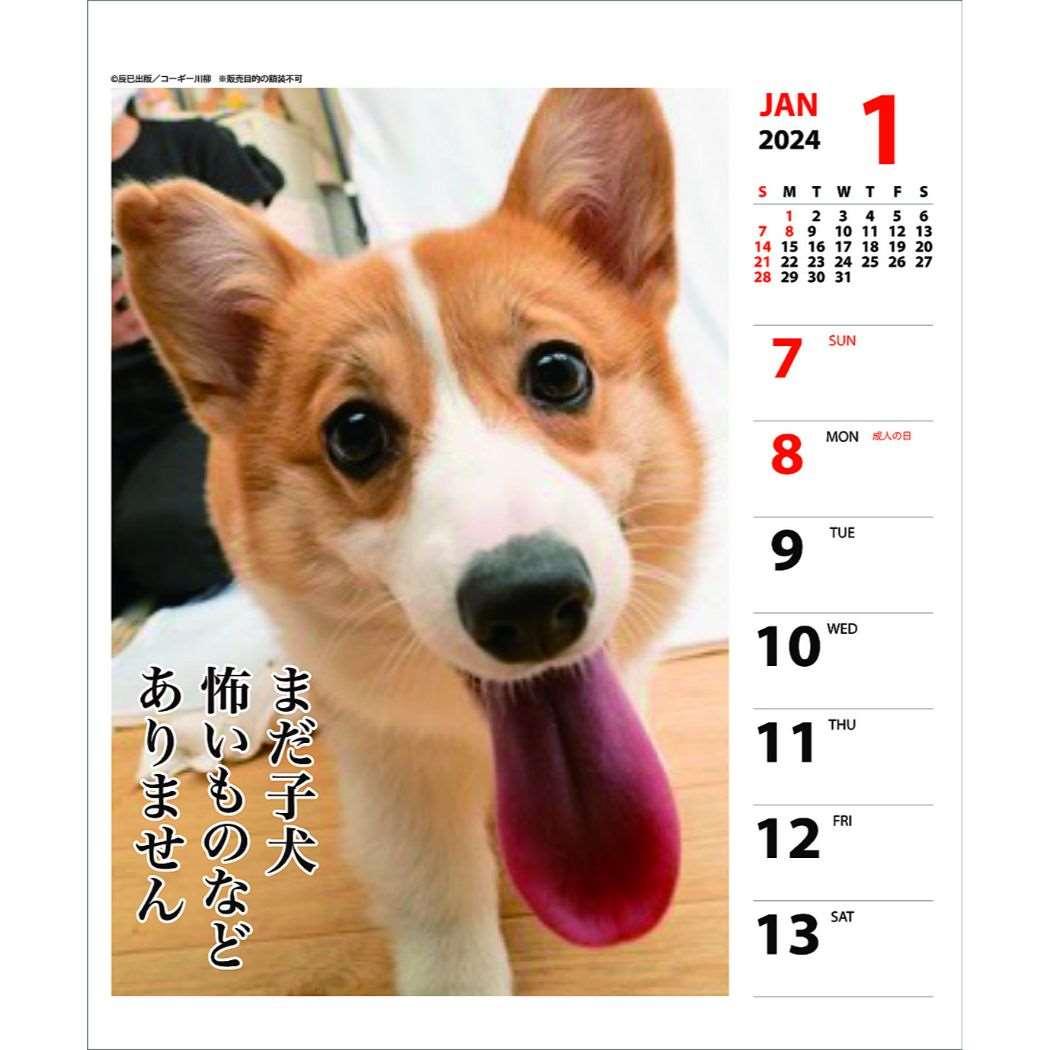 ©辰巳出版／コーギー川柳 ※販売目的の額装不可
JAN 1
2024
S M T W T F S
1 2 3 4 5 6
7 8 9 10 11 12 13
14 15 16 17 18 19 20
21 22 23 24 25 26 27
28 29 30 31
7 SUN
8 MON 成人の日
9 TUE
10 WED
11 THU
12 FRI
13 SAT
まだ子犬
怖いものなど
ありません